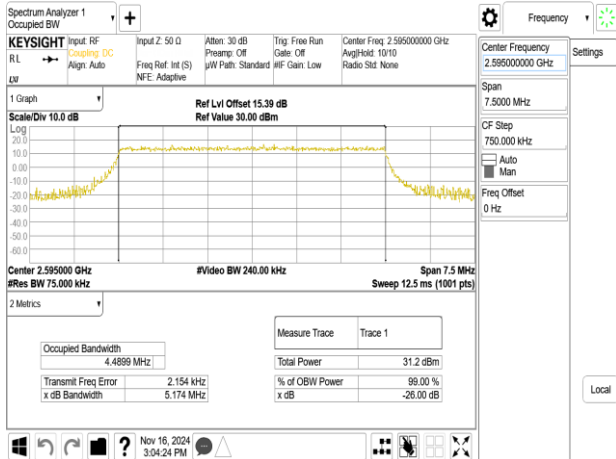 Spectrum Analyzer 1
Occupied BW
+
Frequency
KEYSIGHT
RL
LXI
Input: RF
Coupling: DC
Align: Auto
Input Z: 50 Ω
Freq Ref: Int (S)
NFE: Adaptive
Atten: 30 dB
Preamp: Off
µW Path: Standard
Trig: Free Run
Gate: Off
#IF Gain: Low
Center Freq: 2.595000000 GHz
Avg|Hold: 10/10
Radio Std: None
Center Frequency
2.595000000 GHz
Settings
Span
7.5000 MHz
CF Step
750.000 kHz
Auto
Man
Freq Offset
0 Hz
Local
1 Graph
Scale/Div 10.0 dB
Ref Lvl Offset 15.39 dB
Ref Value 30.00 dBm
Log
20.0
10.0
0.00
-10.0
-20.0
-30.0
-40.0
-50.0
-60.0
Center 2.595000 GHz
#Video BW 240.00 kHz
Span 7.5 MHz
#Res BW 75.000 kHz
Sweep 12.5 ms (1001 pts)
2 Metrics
Measure Trace Trace 1
Occupied Bandwidth
4.4899 MHz
Total Power 31.2 dBm
Transmit Freq Error 2.154 kHz
% of OBW Power 99.00 %
x dB Bandwidth 5.174 MHz
x dB -26.00 dB
?
Nov 16, 2024
3:04:24 PM